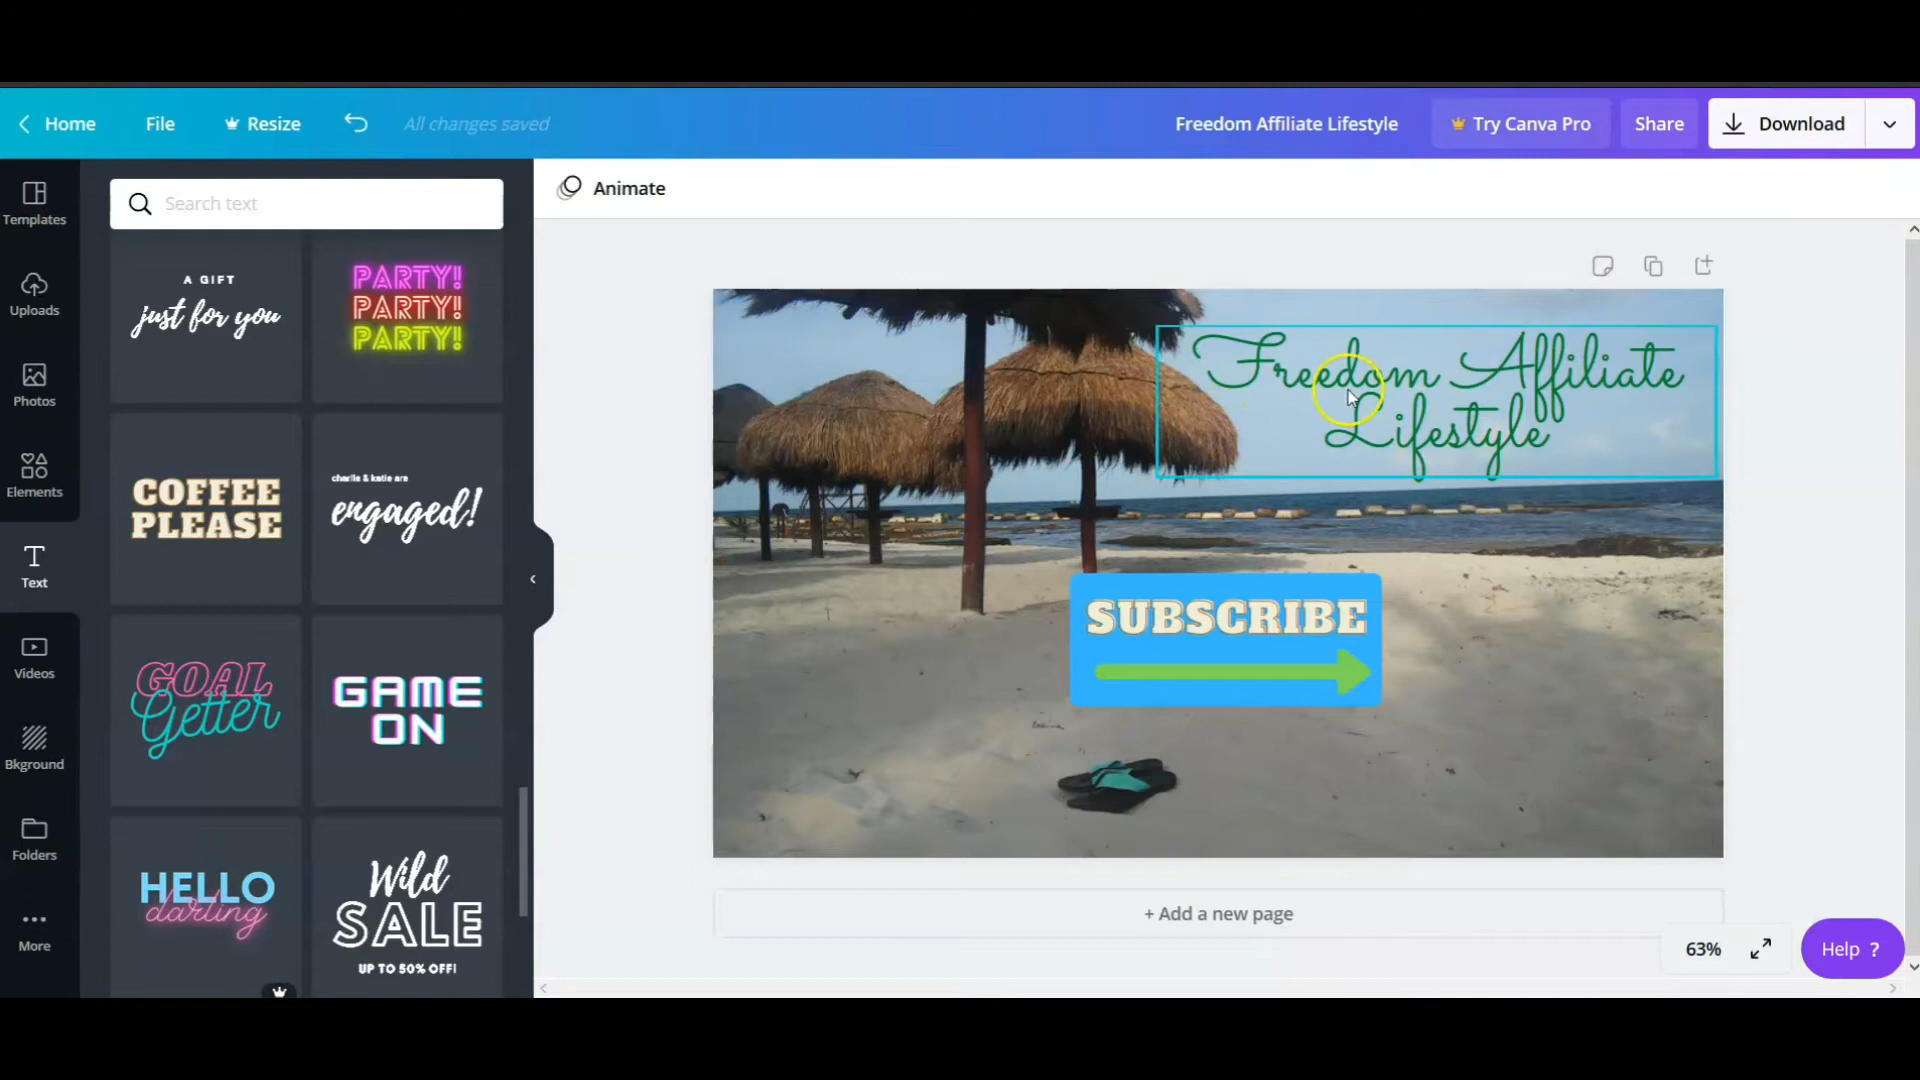 Home File Resize All changes saved Freedom Affiliate Lifestyle Try Canva Pro Share Download
Animate
Search text
Templates
Uploads
Photos
Elements
Text
Videos
Bkground
Folders
More
A GIFT
just for you
PARTY!
PARTY!
PARTY!
COFFEE
PLEASE
charlie & katie are
engaged!
GOAL
Getter
GAME
ON
HELLO
darling
Wild
SALE
UP TO 50% OFF!
Freedom Affiliate
Lifestyle
SUBSCRIBE
+ Add a new page
63%
Help ?